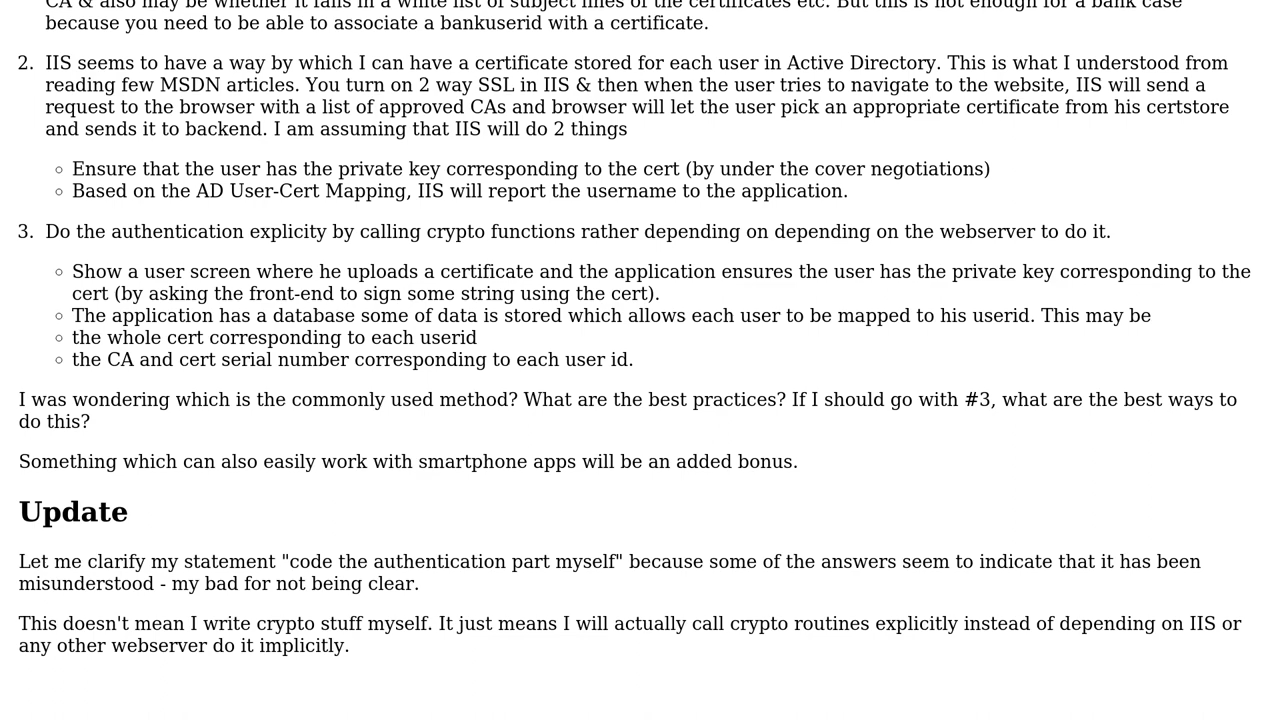 CA & also may be whether it falls in a white list of subject lines of the certificates etc. But this is not enough for a bank case
because you need to be able to associate a bankuserid with a certificate.
2. IIS seems to have a way by which I can have a certificate stored for each user in Active Directory. This is what I understood from
reading few MSDN articles. You turn on 2 way SSL in IIS & then when the user tries to navigate to the website, IIS will send a
request to the browser with a list of approved CAs and browser will let the user pick an appropriate certificate from his certstore
and sends it to backend. I am assuming that IIS will do 2 things
◦ Ensure that the user has the private key corresponding to the cert (by under the cover negotiations)
◦ Based on the AD User-Cert Mapping, IIS will report the username to the application.
3. Do the authentication explicity by calling crypto functions rather depending on depending on the webserver to do it.
◦ Show a user screen where he uploads a certificate and the application ensures the user has the private key corresponding to the
cert (by asking the front-end to sign some string using the cert).
◦ The application has a database some of data is stored which allows each user to be mapped to his userid. This may be
◦ the whole cert corresponding to each userid
◦ the CA and cert serial number corresponding to each user id.
I was wondering which is the commonly used method? What are the best practices? If I should go with #3, what are the best ways to
do this?
Something which can also easily work with smartphone apps will be an added bonus.
Update
Let me clarify my statement "code the authentication part myself" because some of the answers seem to indicate that it has been
misunderstood - my bad for not being clear.
This doesn't mean I write crypto stuff myself. It just means I will actually call crypto routines explicitly instead of depending on IIS or
any other webserver do it implicitly.